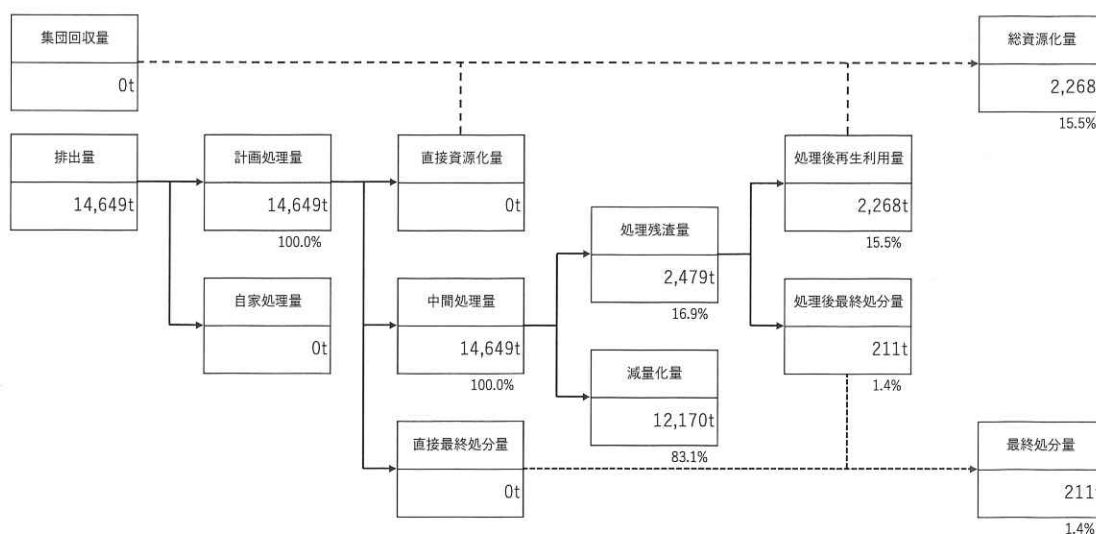 集団回収量
0t
総資源化量
2,268
15.5%
排出量
14,649t
計画処理量
14,649t
100.0%
直接資源化量
0t
処理後再生利用量
2,268t
15.5%
処理残渣量
2,479t
16.9%
自家処理量
0t
中間処理量
14,649t
100.0%
処理後最終処分量
211t
1.4%
減量化量
12,170t
83.1%
直接最終処分量
0t
最終処分量
211t
1.4%